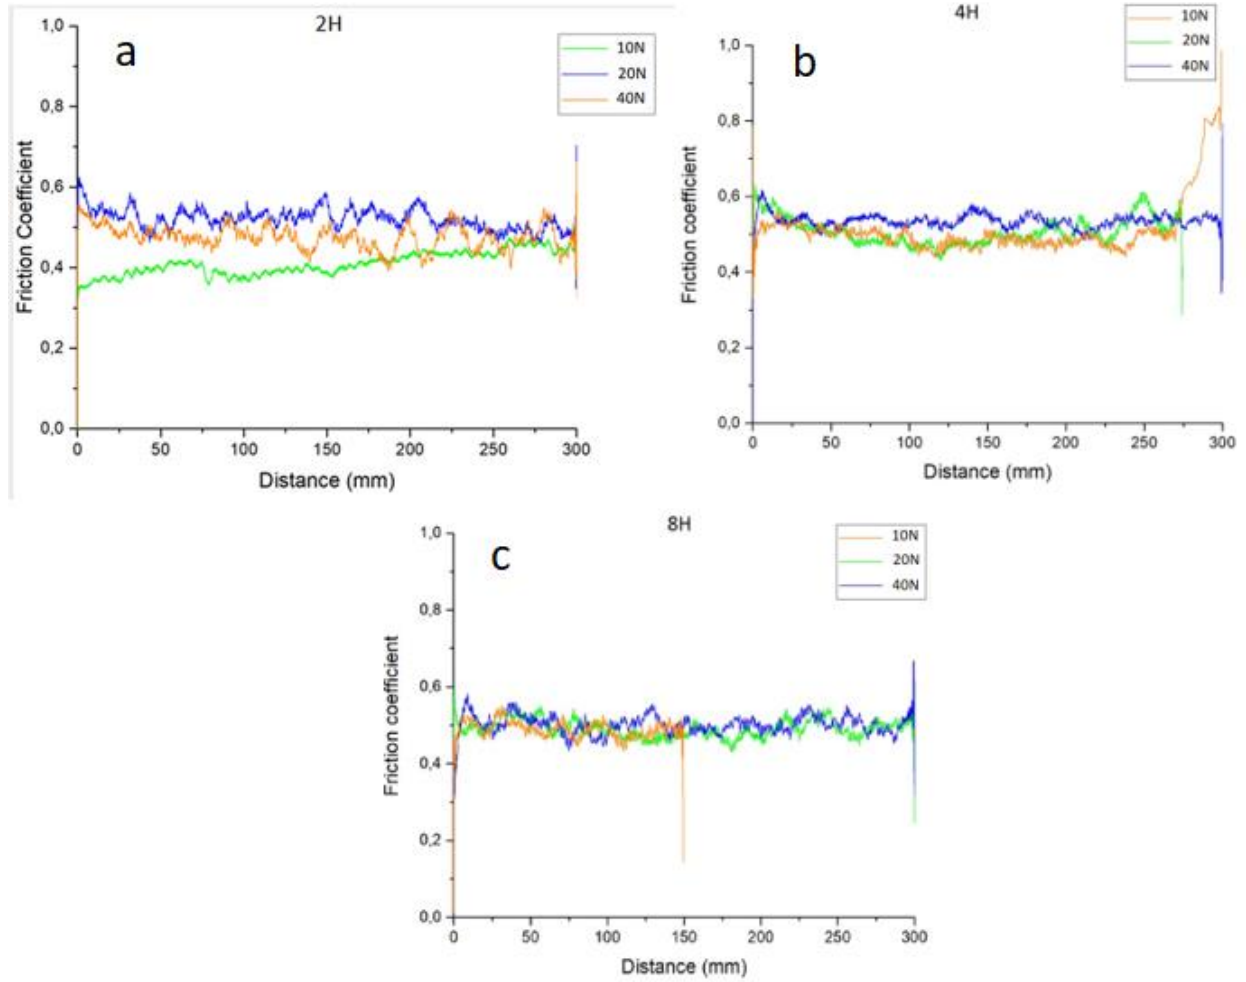 2H
a
10N
20N
40N
1,0
0,8
0,6
0,4
0,2
0,0
Friction Coefficient
0 50 100 150 200 250 300
Distance (mm)
4H
b
10N
20N
40N
1,0
0,8
0,6
0,4
0,2
0,0
Friction coefficient
0 50 100 150 200 250 300
Distance (mm)
8H
c
10N
20N
40N
1,0
0,8
0,6
0,4
0,2
0,0
Friction coefficient
0 50 100 150 200 250 300
Distance (mm)